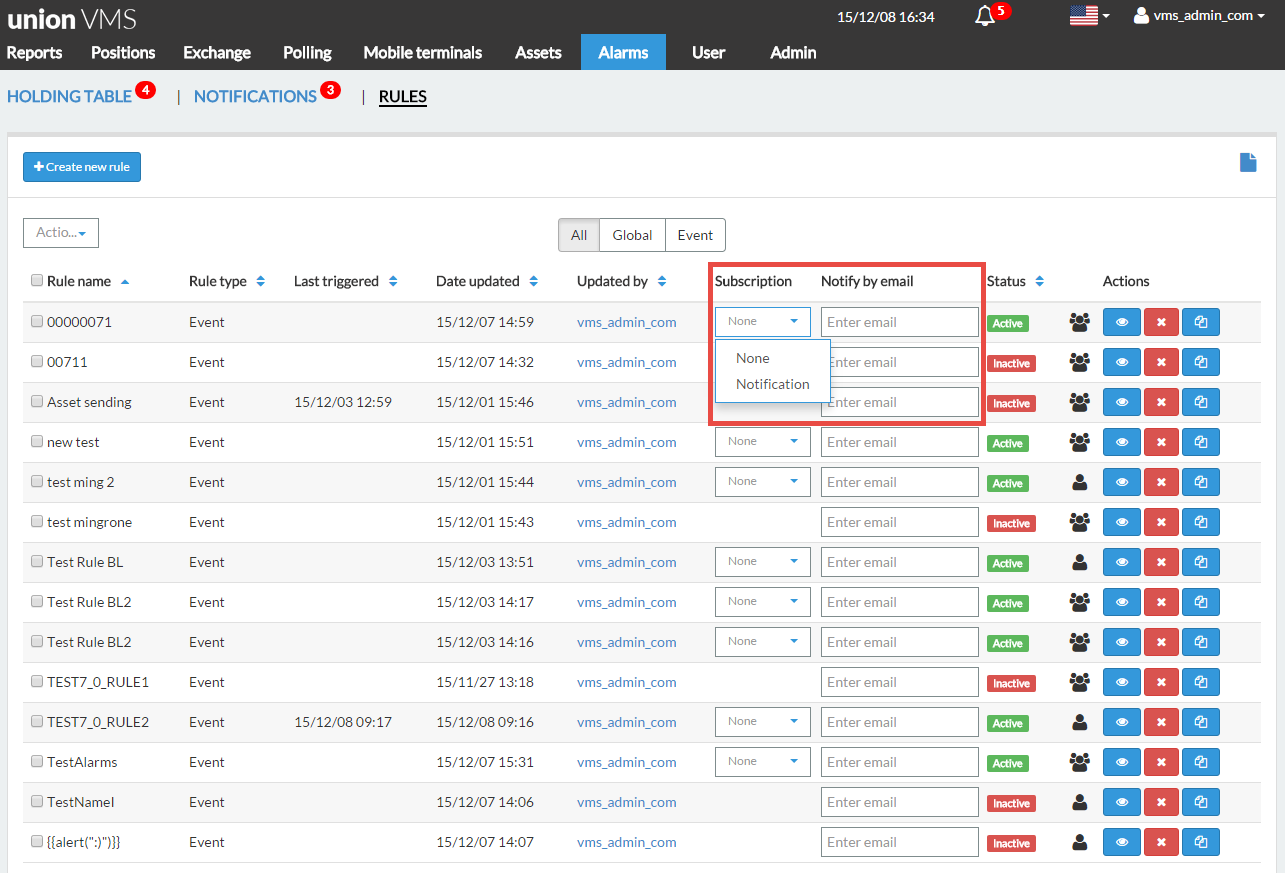 union VMS 15/12/08 16:34 5 vms_admin_com
Reports Positions Exchange Polling Mobile terminals Assets Alarms User Admin
HOLDING TABLE 4 | NOTIFICATIONS 3 | RULES
Create new rule
Actio... All Global Event
Rule name Rule type Last triggered Date updated Updated by Subscription Notify by email Status Actions
00000071 Event 15/12/07 14:59 vms_admin_com None Enter email Active
00711 Event 15/12/07 14:32 vms_admin_com None Enter email Inactive
Notification
Asset sending Event 15/12/03 12:59 15/12/01 15:46 vms_admin_com Enter email Inactive
new test Event 15/12/01 15:51 vms_admin_com None Enter email Active
test ming 2 Event 15/12/01 15:44 vms_admin_com None Enter email Active
test mingrone Event 15/12/01 15:43 vms_admin_com Enter email Inactive
Test Rule BL Event 15/12/03 13:51 vms_admin_com None Enter email Active
Test Rule BL2 Event 15/12/03 14:17 vms_admin_com None Enter email Active
Test Rule BL2 Event 15/12/03 14:16 vms_admin_com None Enter email Active
TEST7_0_RULE1 Event 15/11/27 13:18 vms_admin_com Enter email Inactive
TEST7_0_RULE2 Event 15/12/08 09:17 15/12/08 09:16 vms_admin_com None Enter email Active
TestAlarms Event 15/12/07 15:31 vms_admin_com None Enter email Active
TestNamel Event 15/12/07 14:06 vms_admin_com Enter email Inactive
{{alert(":)")}} Event 15/12/07 14:07 vms_admin_com Enter email Inactive